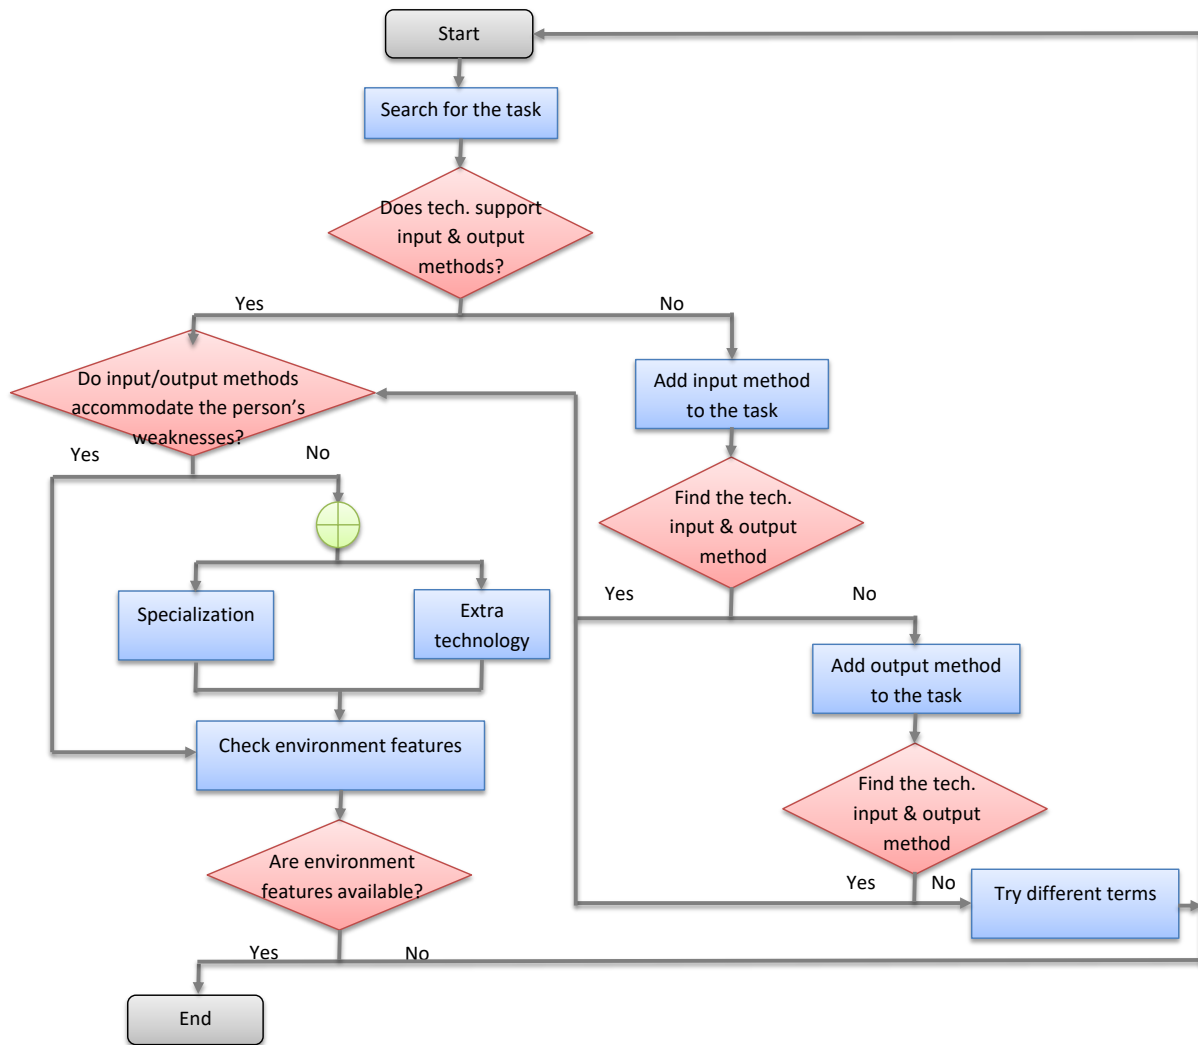 Start
Search for the task
Does tech. support
input & output
methods?
Yes
No
Do input/output methods
accommodate the person's
weaknesses?
Add input method
to the task
Yes
No
Find the tech.
input & output
method
Specialization
Extra
technology
Yes
No
Add output method
to the task
Check environment features
Find the tech.
input & output
method
Are environment
features available?
Yes
No
Try different terms
Yes
No
End